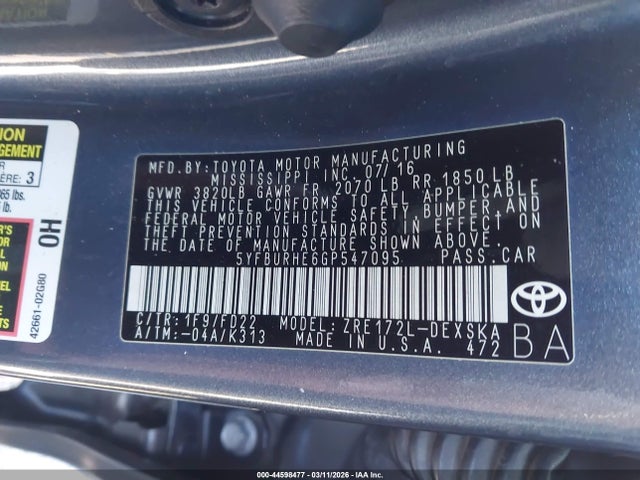 MFD.BY:TOYOTA MOTOR MANUFACTURING
MISSISSIPPI INC.07/16
GVWR 3820LB GAWR FR 2070 LB RR 1850 LB
THIS VEHICLE CONFORMS TO ALL APPLICABLE
FEDERAL MOTOR VEHICLE SAFETY,BUMPER,AND
THEFT PREVENTION STANDARDS IN EFFECT ON
THE DATE OF MANUFACTURE SHOWN ABOVE.
5YFBURHE6GP547095 PASS.CAR
C/TR:1F9/FD22 MODEL:ZRE172L-DEXSKA
A/TM:-04A/K313 MADE IN U.S.A. 472
BA
3
lbs.
42661-02G80
HO
000-44598477 - 03/11/2026 - IAA Inc.